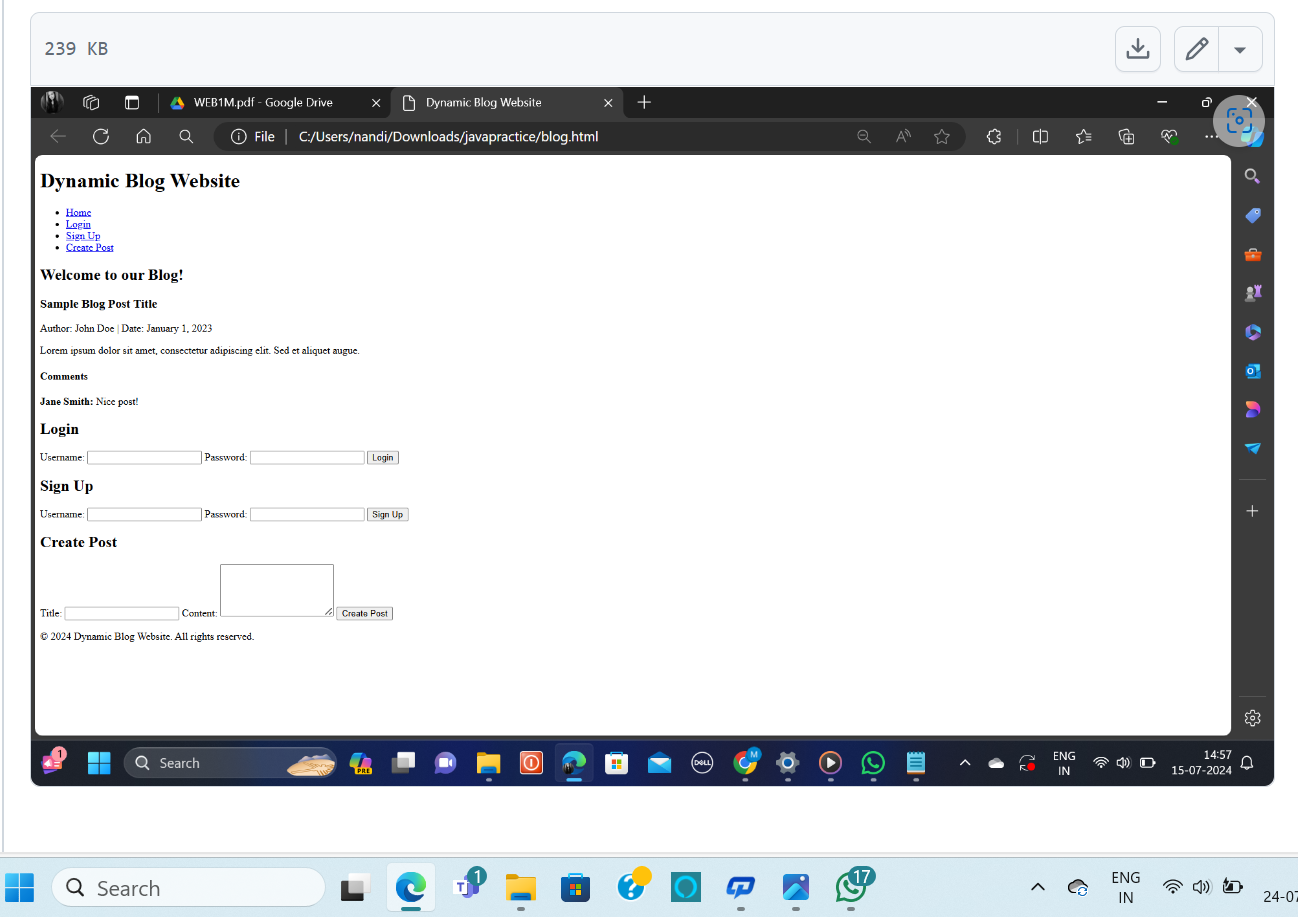 239 KB
WEB1M.pdf - Google Drive
Dynamic Blog Website
File | C:/Users/nandi/Downloads/javapractice/blog.html
Dynamic Blog Website
Home
Login
Sign Up
Create Post
Welcome to our Blog!
Sample Blog Post Title
Author: John Doe | Date: January 1, 2023
Lorem ipsum dolor sit amet, consectetur adipiscing elit. Sed et aliquet augue.
Comments
Jane Smith: Nice post!
Login
Username: Password: Login
Sign Up
Username: Password: Sign Up
Create Post
Title: Content: Create Post
© 2024 Dynamic Blog Website. All rights reserved.
1
Search
PRE
DELL
M
ENG
IN
14:57
15-07-2024
Search
1
17
ENG
IN
24-07